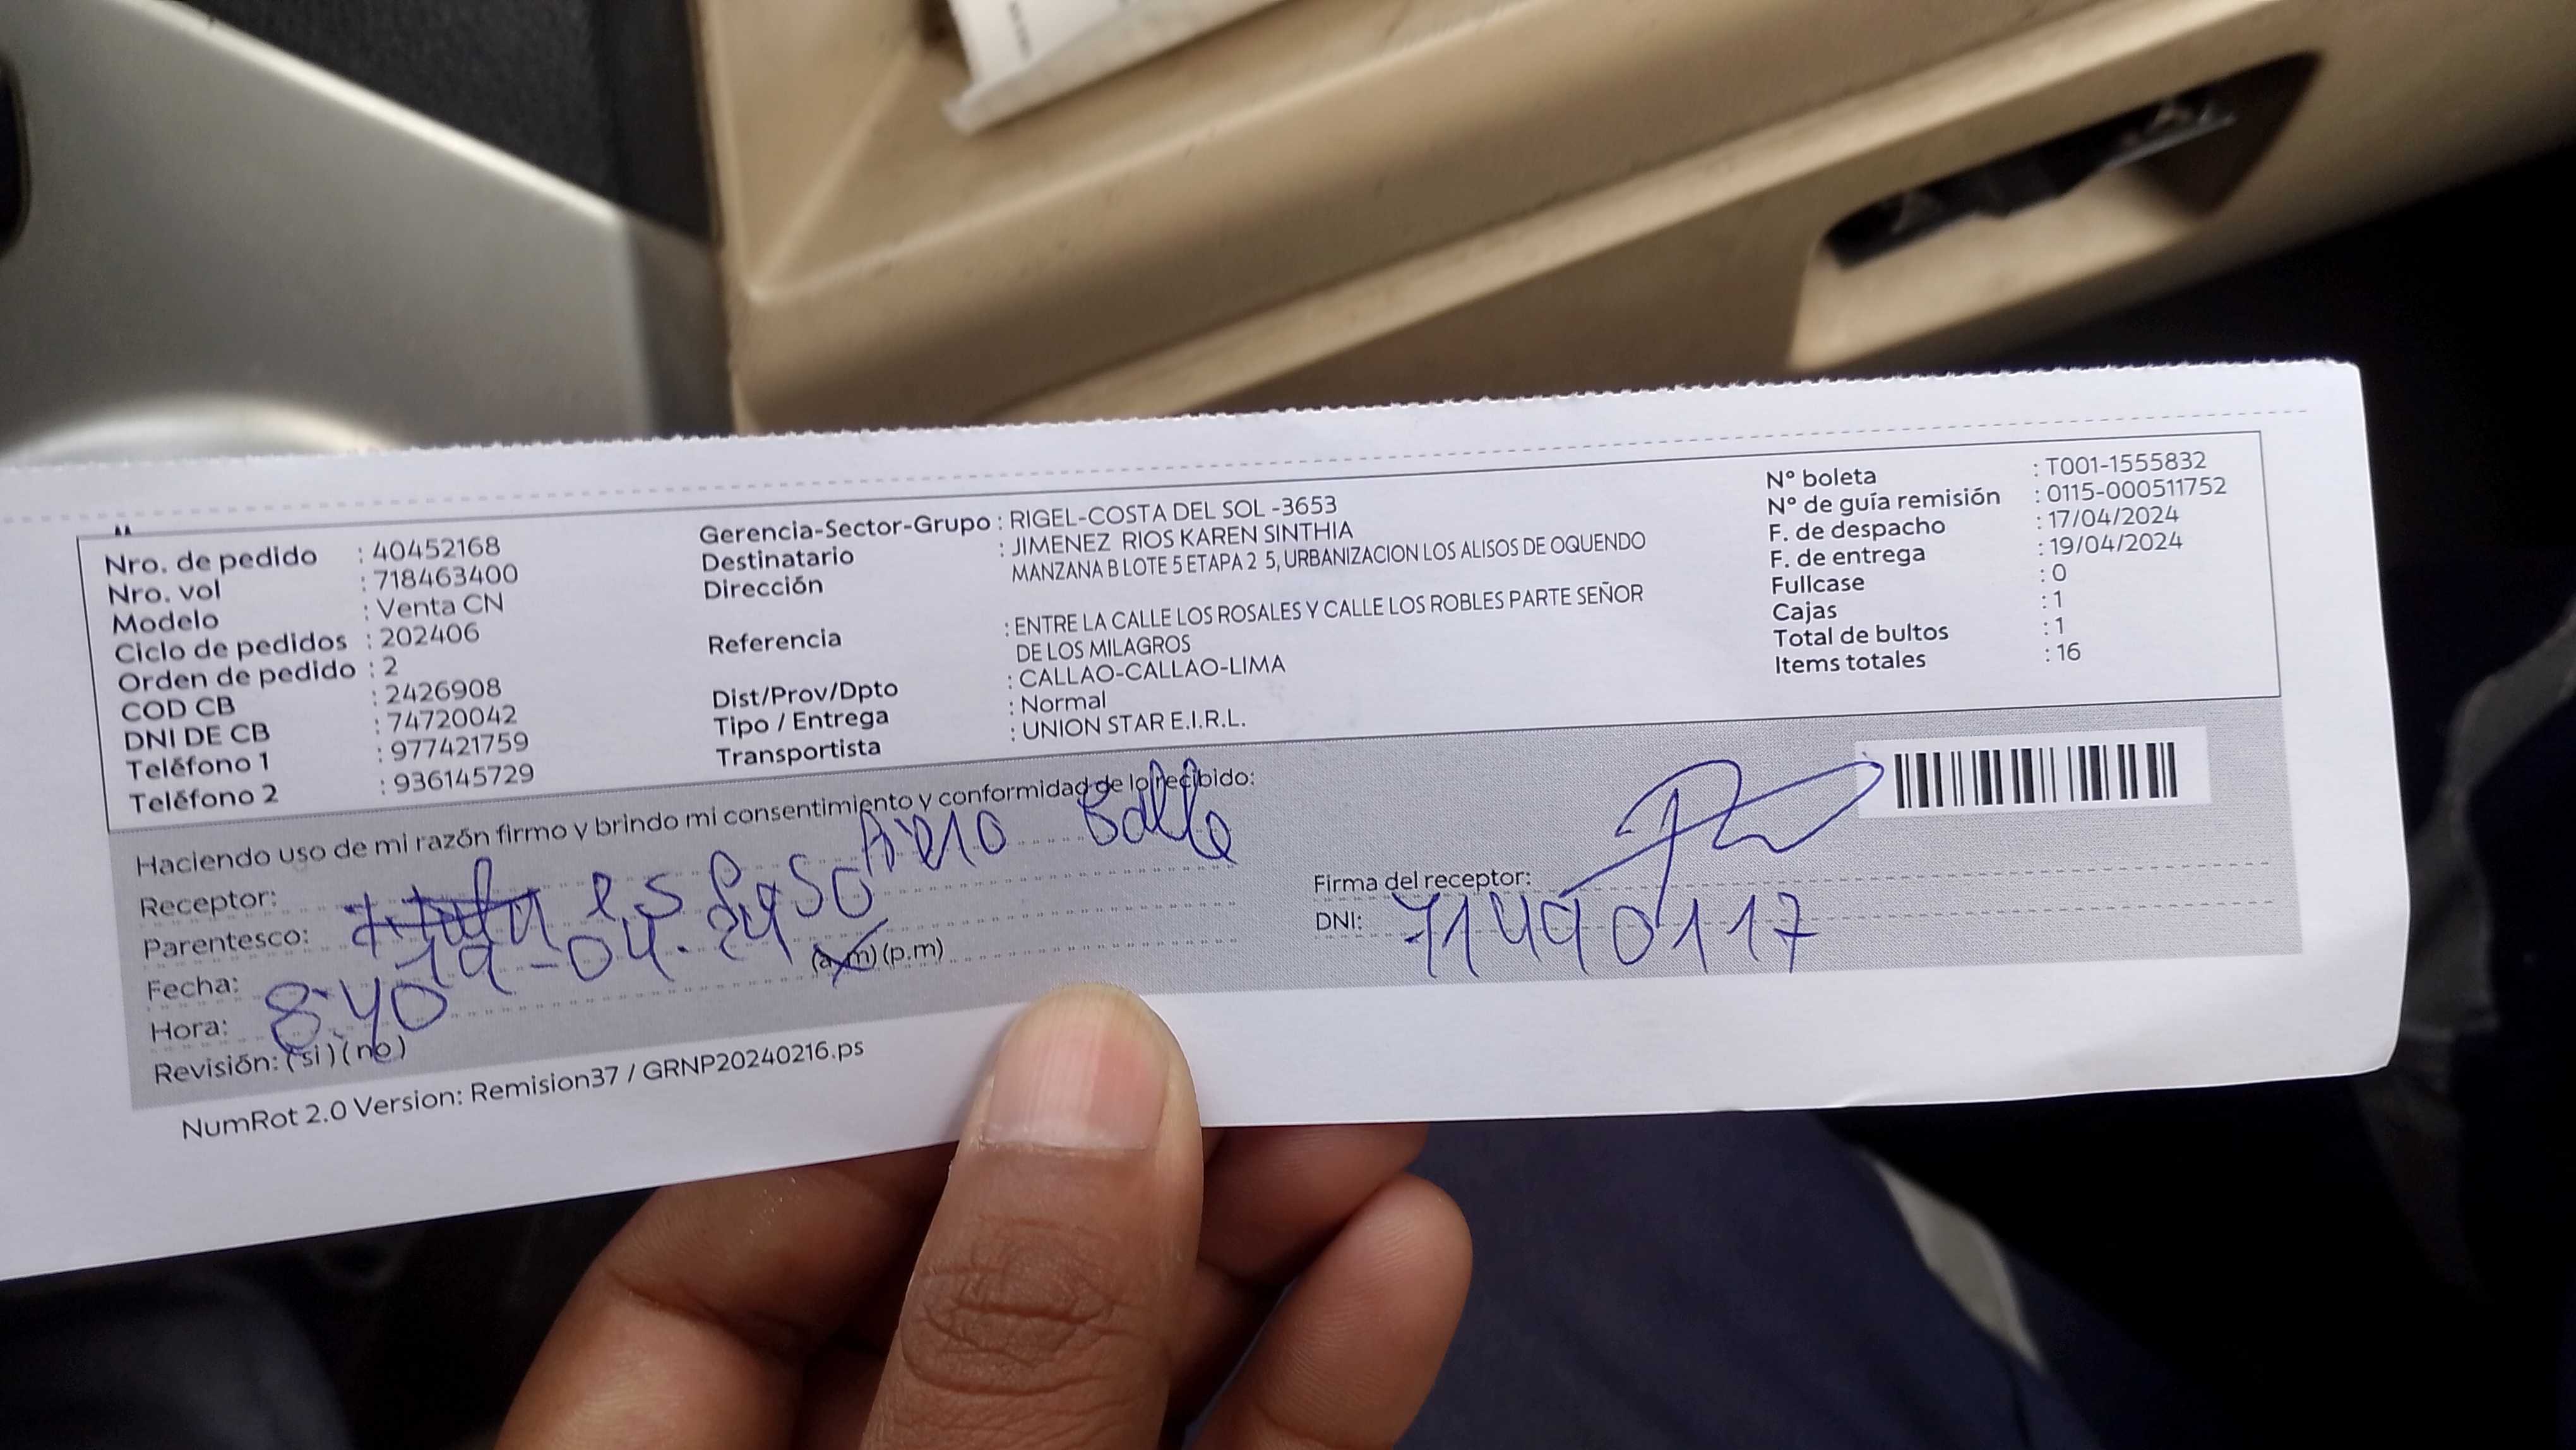 Nro. de pedido : 40452168
Nro. vol : 718463400
Modelo : Venta CN
Ciclo de pedidos : 202406
Orden de pedido : 2
COD CB : 2426908
DNI DE CB : 74720042
Teléfono 1 : 977421759
Teléfono 2 : 936145729
Gerencia-Sector-Grupo : RIGEL-COSTA DEL SOL -3653
Destinatario : JIMENEZ RIOS KAREN SINTHIA
Dirección MANZANA B LOTE 5 ETAPA 2 5, URBANIZACION LOS ALISOS DE OQUENDO
Referencia : ENTRE LA CALLE LOS ROSALES Y CALLE LOS ROBLES PARTE SEÑOR
DE LOS MILAGROS
Dist/Prov/Dpto : CALLAO-CALLAO-LIMA
Tipo / Entrega : Normal
Transportista : UNION STAR E.I.R.L.
Nº boleta : T001-1555832
Nº de guía remisión : 0115-000511752
F. de despacho : 17/04/2024
F. de entrega : 19/04/2024
Fullcase : 0
Cajas : 1
Total de bultos : 1
Items totales : 16
Haciendo uso de mi razón firmo y brindo mi consentimiento y conformidad de lo recibido:
Receptor:
Parentesco: esposo
Fecha: 19-04-24
Hora: 8:40 (a.m) (p.m)
Revisión: (si) (no)
Firma del receptor:
DNI: 71490117
NumRot 2.0 Version: Remision37 / GRNP20240216.ps